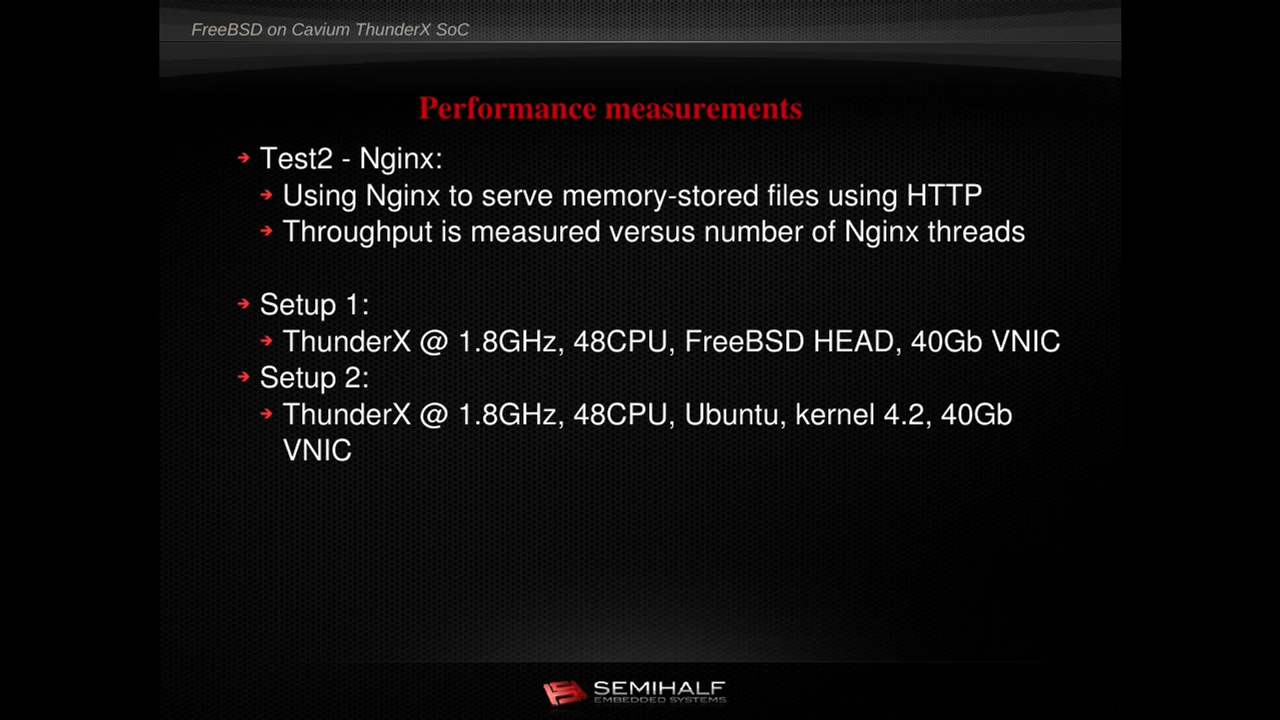 FreeBSD on Cavium ThunderX SoC
Performance measurements
Test2 - Nginx:
Using Nginx to serve memory-stored files using HTTP
Throughput is measured versus number of Nginx threads
Setup 1:
ThunderX @ 1.8GHz, 48CPU, FreeBSD HEAD, 40Gb VNIC
Setup 2:
ThunderX @ 1.8GHz, 48CPU, Ubuntu, kernel 4.2, 40Gb
VNIC
SEMIHALF
EMBEDDED SYSTEMS